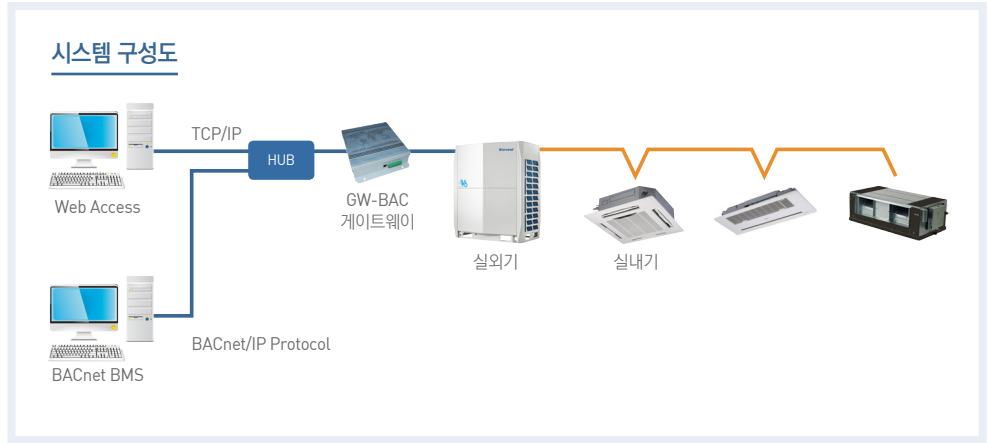 시스템 구성도
TCP/IP
HUB
Web Access
GW-BAC
게이트웨이
실외기
실내기
BACnet/IP Protocol
BACnet BMS